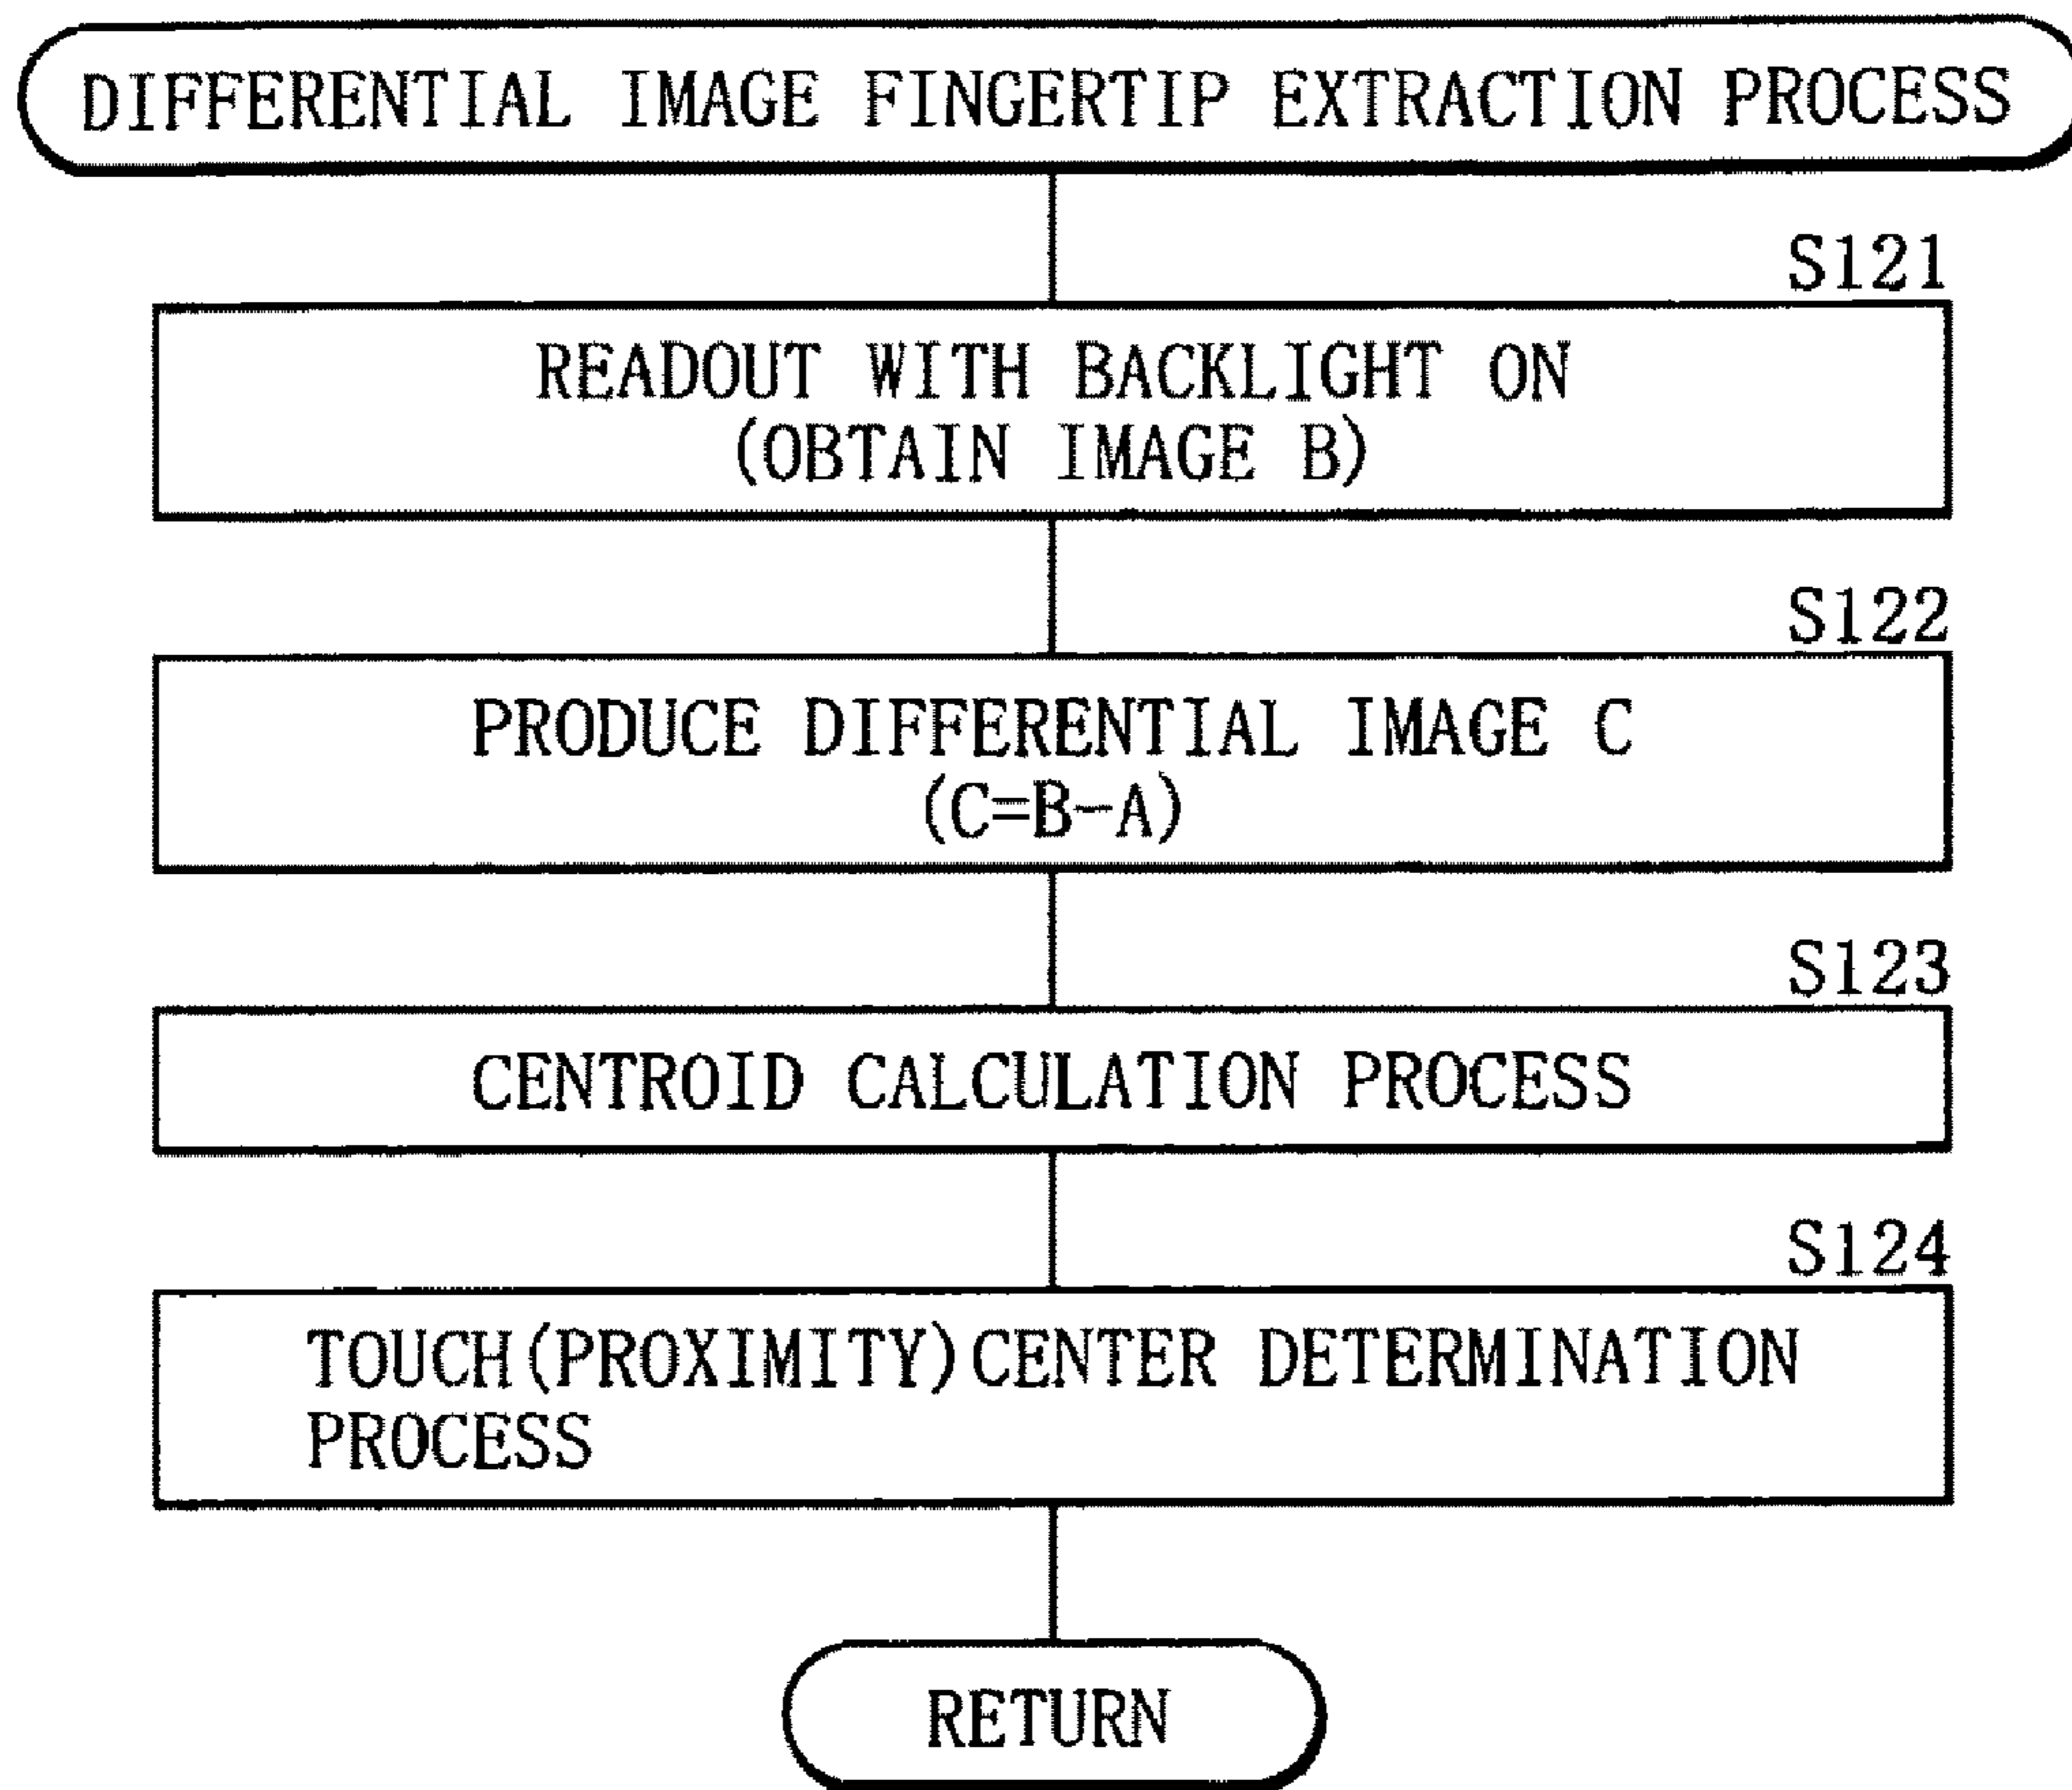 DIFFERENTIAL IMAGE FINGERTIP EXTRACTION PROCESS
S121
READOUT WITH BACKLIGHT ON
(OBTAIN IMAGE B)
S122
PRODUCE DIFFERENTIAL IMAGE C
(C=B-A)
S123
CENTROID CALCULATION PROCESS
S124
TOUCH(PROXIMITY)CENTER DETERMINATION
PROCESS
RETURN